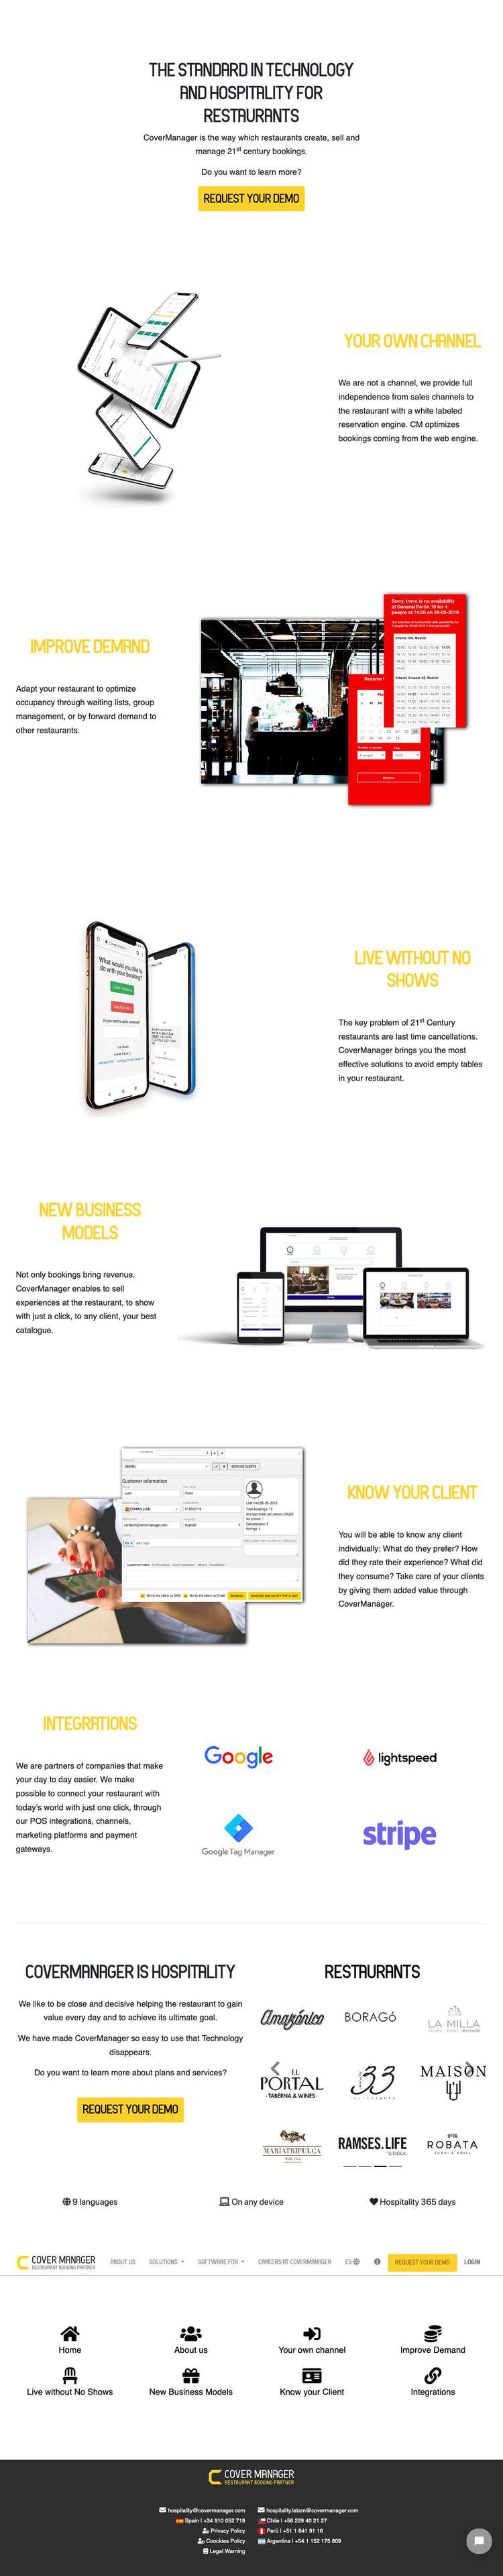 THE STANDARD IN TECHNOLOGY
AND HOSPITALITY FOR
RESTAURANTS
CoverManager is the way which restaurants create, sell and
manage 21st century bookings.
Do you want to learn more?
REQUEST YOUR DEMO
YOUR OWN CHANNEL
We are not a channel, we provide full
independence from sales channels to
the restaurant with a white labeled
reservation engine. CM optimizes
bookings coming from the web engine.
IMPROVE DEMAND
Adapt your restaurant to optimize
occupancy through waiting lists, group
management, or by forward demand to
other restaurants.
Sorry, there is no availability
at General Perón 16 for 4
people at 14:00 on 26-05-2019
LIVE WITHOUT NO
SHOWS
The key problem of 21st Century
restaurants are last time cancellations.
CoverManager brings you the most
effective solutions to avoid empty tables
in your restaurant.
What would you like to
do with your booking?
NEW BUSINESS
MODELS
Not only bookings bring revenue.
CoverManager enables to sell
experiences at the restaurant, to show
with just a click, to any client, your best
catalogue.
Customer information
KNOW YOUR CLIENT
You will be able to know any client
individually: What do they prefer? How
did they rate their experience? What did
they consume? Take care of your clients
by giving them added value through
CoverManager.
INTEGRATIONS
We are partners of companies that make
your day to day easier. We make
possible to connect your restaurant with
today's world with just one click, through
our POS integrations, channels,
marketing platforms and payment
gateways.
Google
lightspeed
Google Tag Manager
stripe
COVERMANAGER IS HOSPITALITY
We like to be close and decisive helping the restaurant to gain
value every day and to achieve its ultimate goal.
We have made CoverManager so easy to use that Technology
disappears.
Do you want to learn more about plans and services?
REQUEST YOUR DEMO
RESTAURANTS
Amazónico
BORAGó
LA MILLA
EL
PORTAL
· TABERNA & WINES ·
33
MAISON
MARIATRIFULCA
RAMSES.LIFE
ROBATA
SUSHI & GRILL
9 languages
On any device
Hospitality 365 days
COVER MANAGER
RESTAURANT BOOKING PARTNER
ABOUT US
SOLUTIONS
SOFTWARE FOR
CAREERS AT COVERMANAGER
ES
REQUEST YOUR DEMO
LOGIN
Home
About us
Your own channel
Improve Demand
Live without No Shows
New Business Models
Know your Client
Integrations
COVER MANAGER
RESTAURANT BOOKING PARTNER
hospitality@covermanager.com
Spain | +34 910 052 719
Privacy Policy
Coockies Policy
Legal Warning
hospitality.latam@covermanager.com
Chile | +56 229 40 21 27
Perú | +51 1 641 91 16
Argentina | +54 1 152 175 809